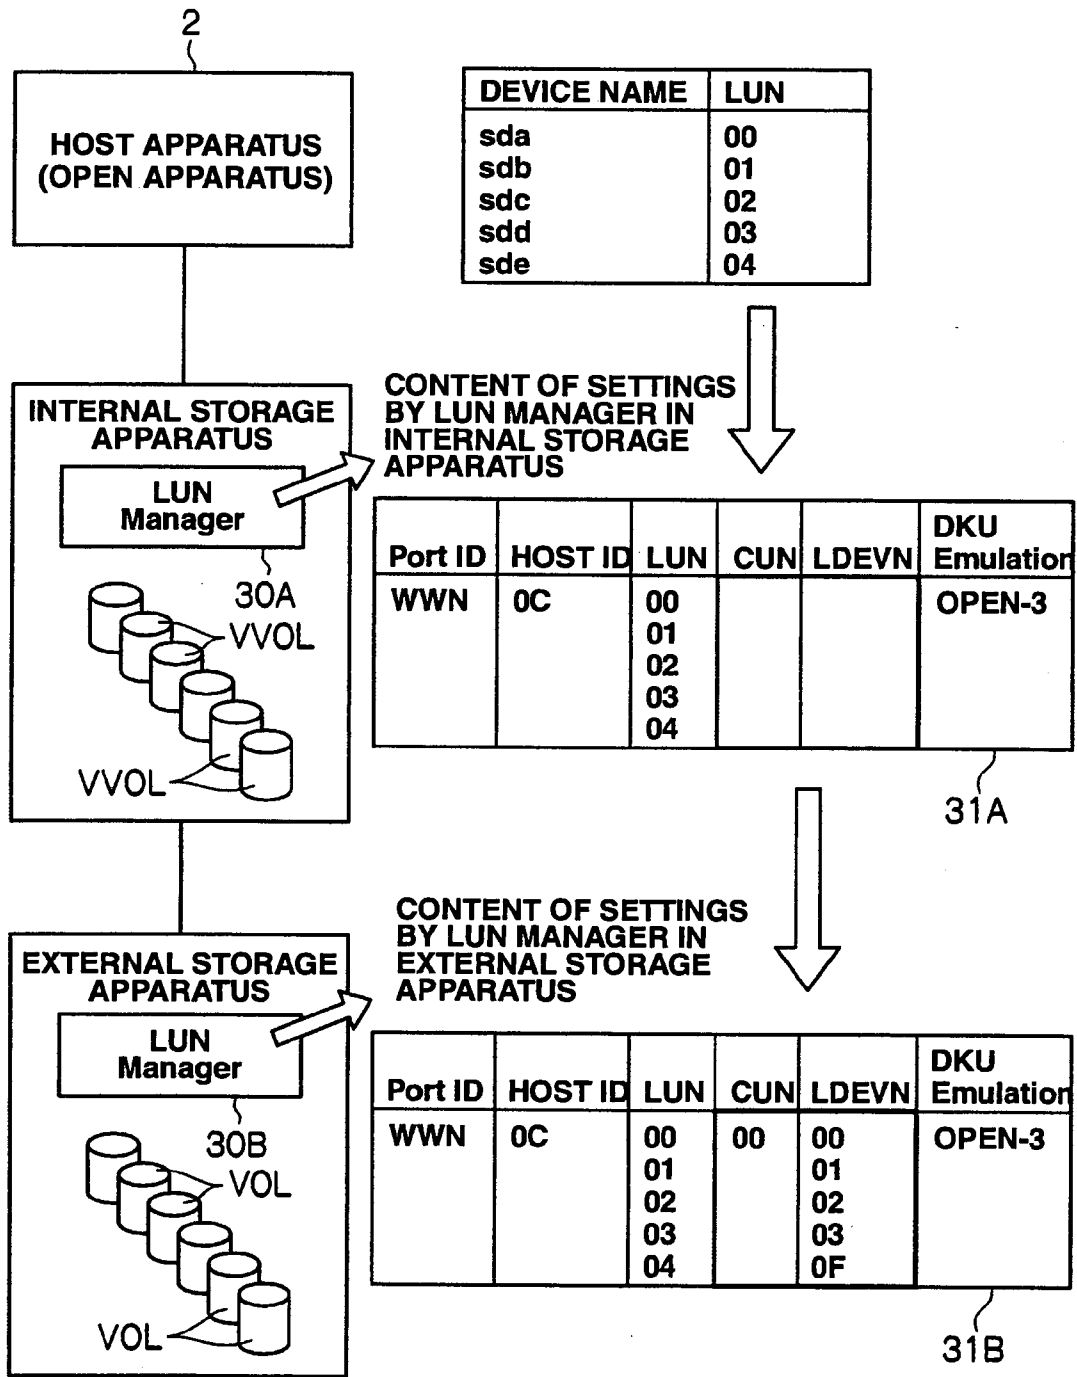 2
HOST APPARATUS
(OPEN APPARATUS)
DEVICE NAME LUN
sda 00
sdb 01
sdc 02
sdd 03
sde 04
INTERNAL STORAGE
APPARATUS
LUN
Manager
30A
VVOL
VVOL
CONTENT OF SETTINGS
BY LUN MANAGER IN
INTERNAL STORAGE
APPARATUS
Port ID HOST ID LUN CUN LDEVN DKU
Emulation
WWN 0C 00 OPEN-3
01
02
03
04
31A
EXTERNAL STORAGE
APPARATUS
LUN
Manager
30B
VOL
VOL
CONTENT OF SETTINGS
BY LUN MANAGER IN
EXTERNAL STORAGE
APPARATUS
Port ID HOST ID LUN CUN LDEVN DKU
Emulation
WWN 0C 00 00 00 OPEN-3
01 01
02 02
03 03
04 0F
31B